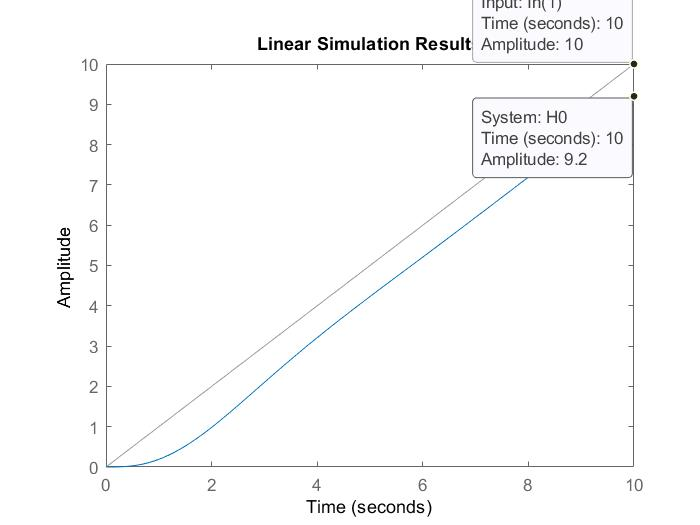 Input: In(1)
Time (seconds): 10
Amplitude: 10
Linear Simulation Result
System: H0
Time (seconds): 10
Amplitude: 9.2
10
9
8
7
6
5
4
3
2
1
0
Amplitude
0 2 4 6 8 10
Time (seconds)